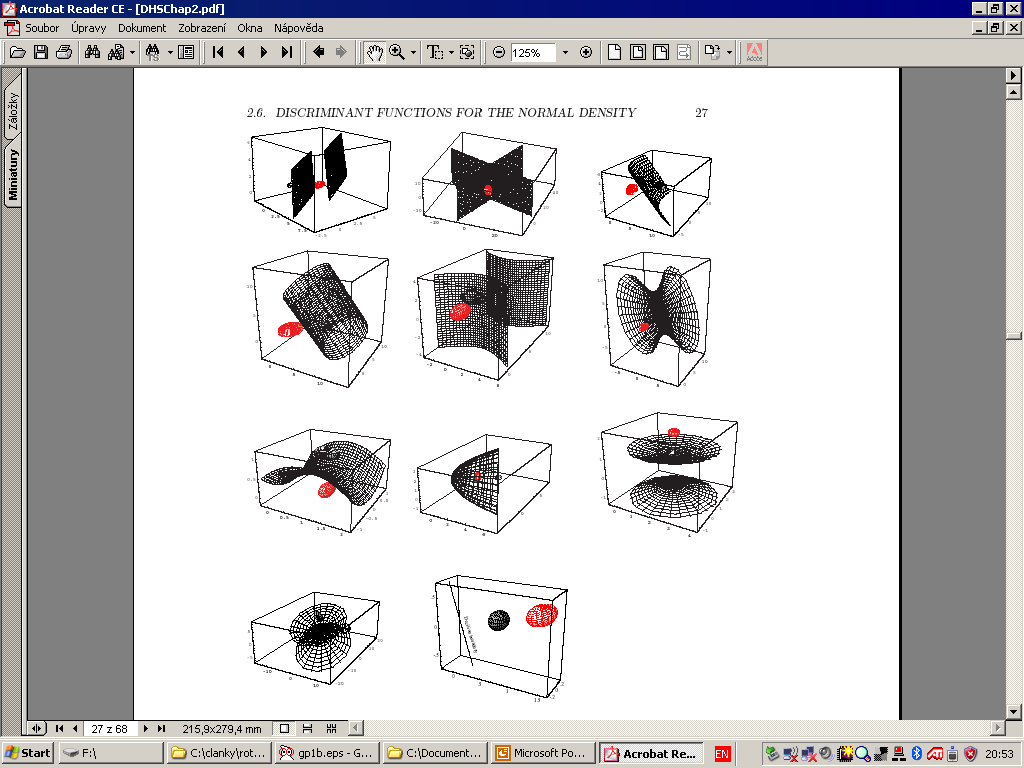 Acrobat Reader CE - [DHSChap2.pdf]
Soubor Úpravy Dokument Zobrazení Okna Nápověda
125%
Adobe
Záložky
Miniatury
2.6. DISCRIMINANT FUNCTIONS FOR THE NORMAL DENSITY 27
27 z 68 215,9x279,4 mm
Start F:\ C:\clanky\rot... gp1b.eps - G... C:\Document... Microsoft Po... Acrobat Re... EN 20:53